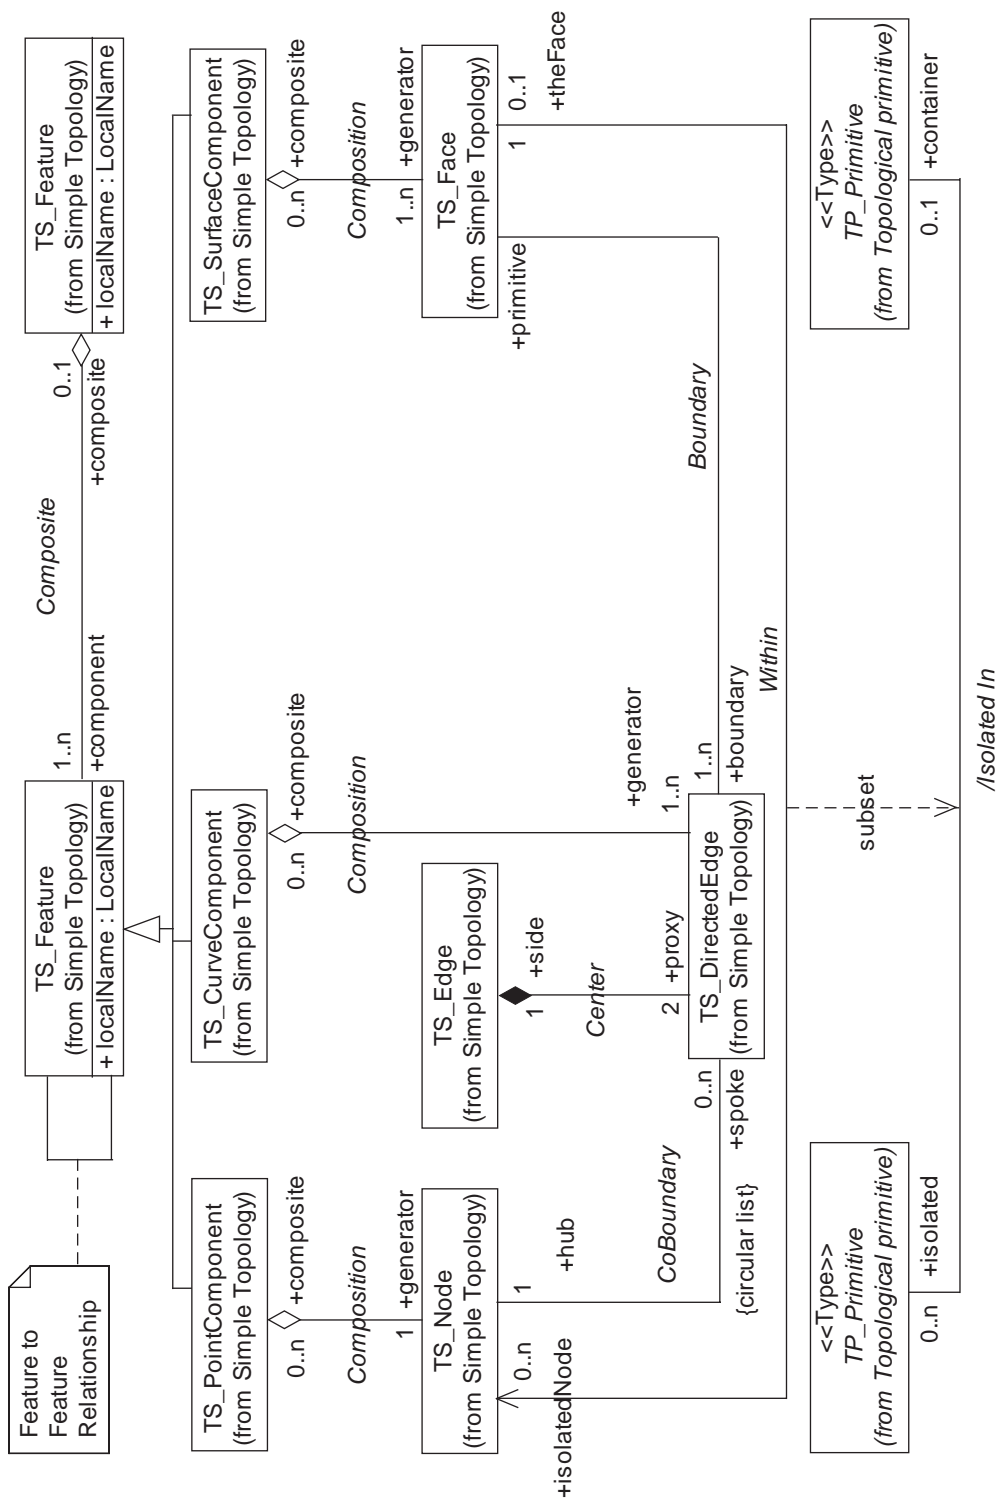 Feature to
Feature
Relationship
TS_Feature
(from Simple Topology)
+ localName : LocalName
1..n
+component
Composite
0..1
+composite
TS_Feature
(from Simple Topology)
+ localName : LocalName
TS_PointComponent
(from Simple Topology)
0..n
+composite
Composition
1
+generator
TS_CurveComponent
(from Simple Topology)
0..n
+composite
Composition
+generator
1..n
TS_SurfaceComponent
(from Simple Topology)
0..n
+composite
Composition
1..n
+generator
TS_Node
(from Simple Topology)
+isolatedNode
0..n
1
+hub
CoBoundary
{circular list}
TS_Edge
(from Simple Topology)
1
+side
Center
2
+proxy
TS_DirectedEdge
(from Simple Topology)
0..n
+spoke
1..n
+boundary
Boundary
TS_Face
(from Simple Topology)
+primitive
1
0..1
+theFace
Within
subset
<<Type>>
TP_Primitive
(from Topological primitive)
0..n
+isolated
/Isolated In
<<Type>>
TP_Primitive
(from Topological primitive)
0..1
+container